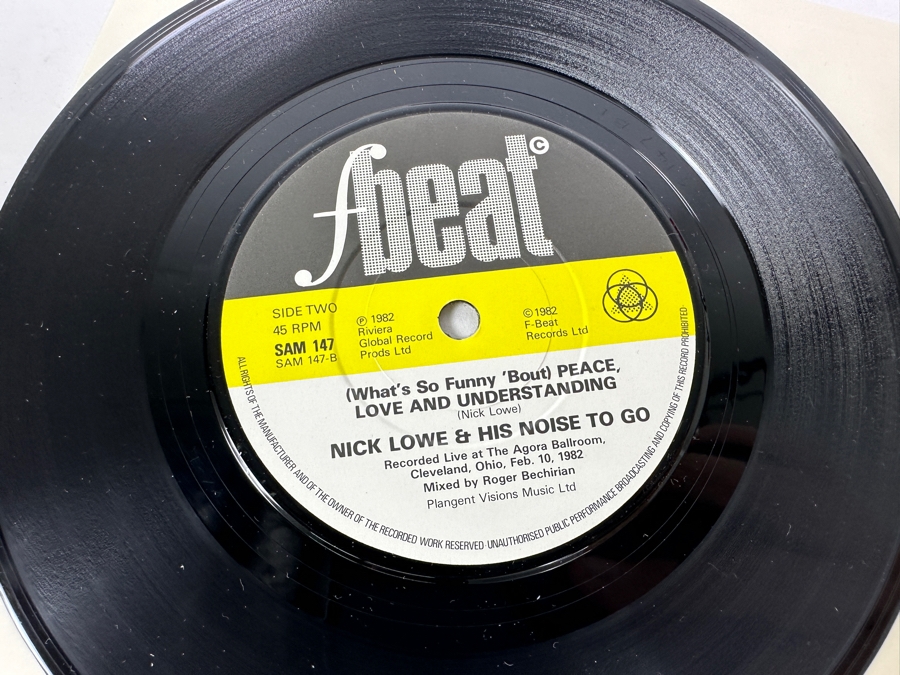 fbeat ©
SIDE TWO
45 RPM
SAM 147
SAM 147-B
℗ 1982
Riviera
Global Record
Prods Ltd
© 1982
F-Beat
Records Ltd
(What's So Funny 'Bout) PEACE,
LOVE AND UNDERSTANDING
(Nick Lowe)
NICK LOWE & HIS NOISE TO GO
Recorded Live at The Agora Ballroom,
Cleveland, Ohio, Feb. 10, 1982
Mixed by Roger Bechirian
Plangent Visions Music Ltd
ALL RIGHTS OF THE MANUFACTURER AND OF THE OWNER OF THE RECORDED WORK RESERVED·UNAUTHORISED PUBLIC PERFORMANCE BROADCASTING AND COPYING OF THIS RECORD PROHIBITED